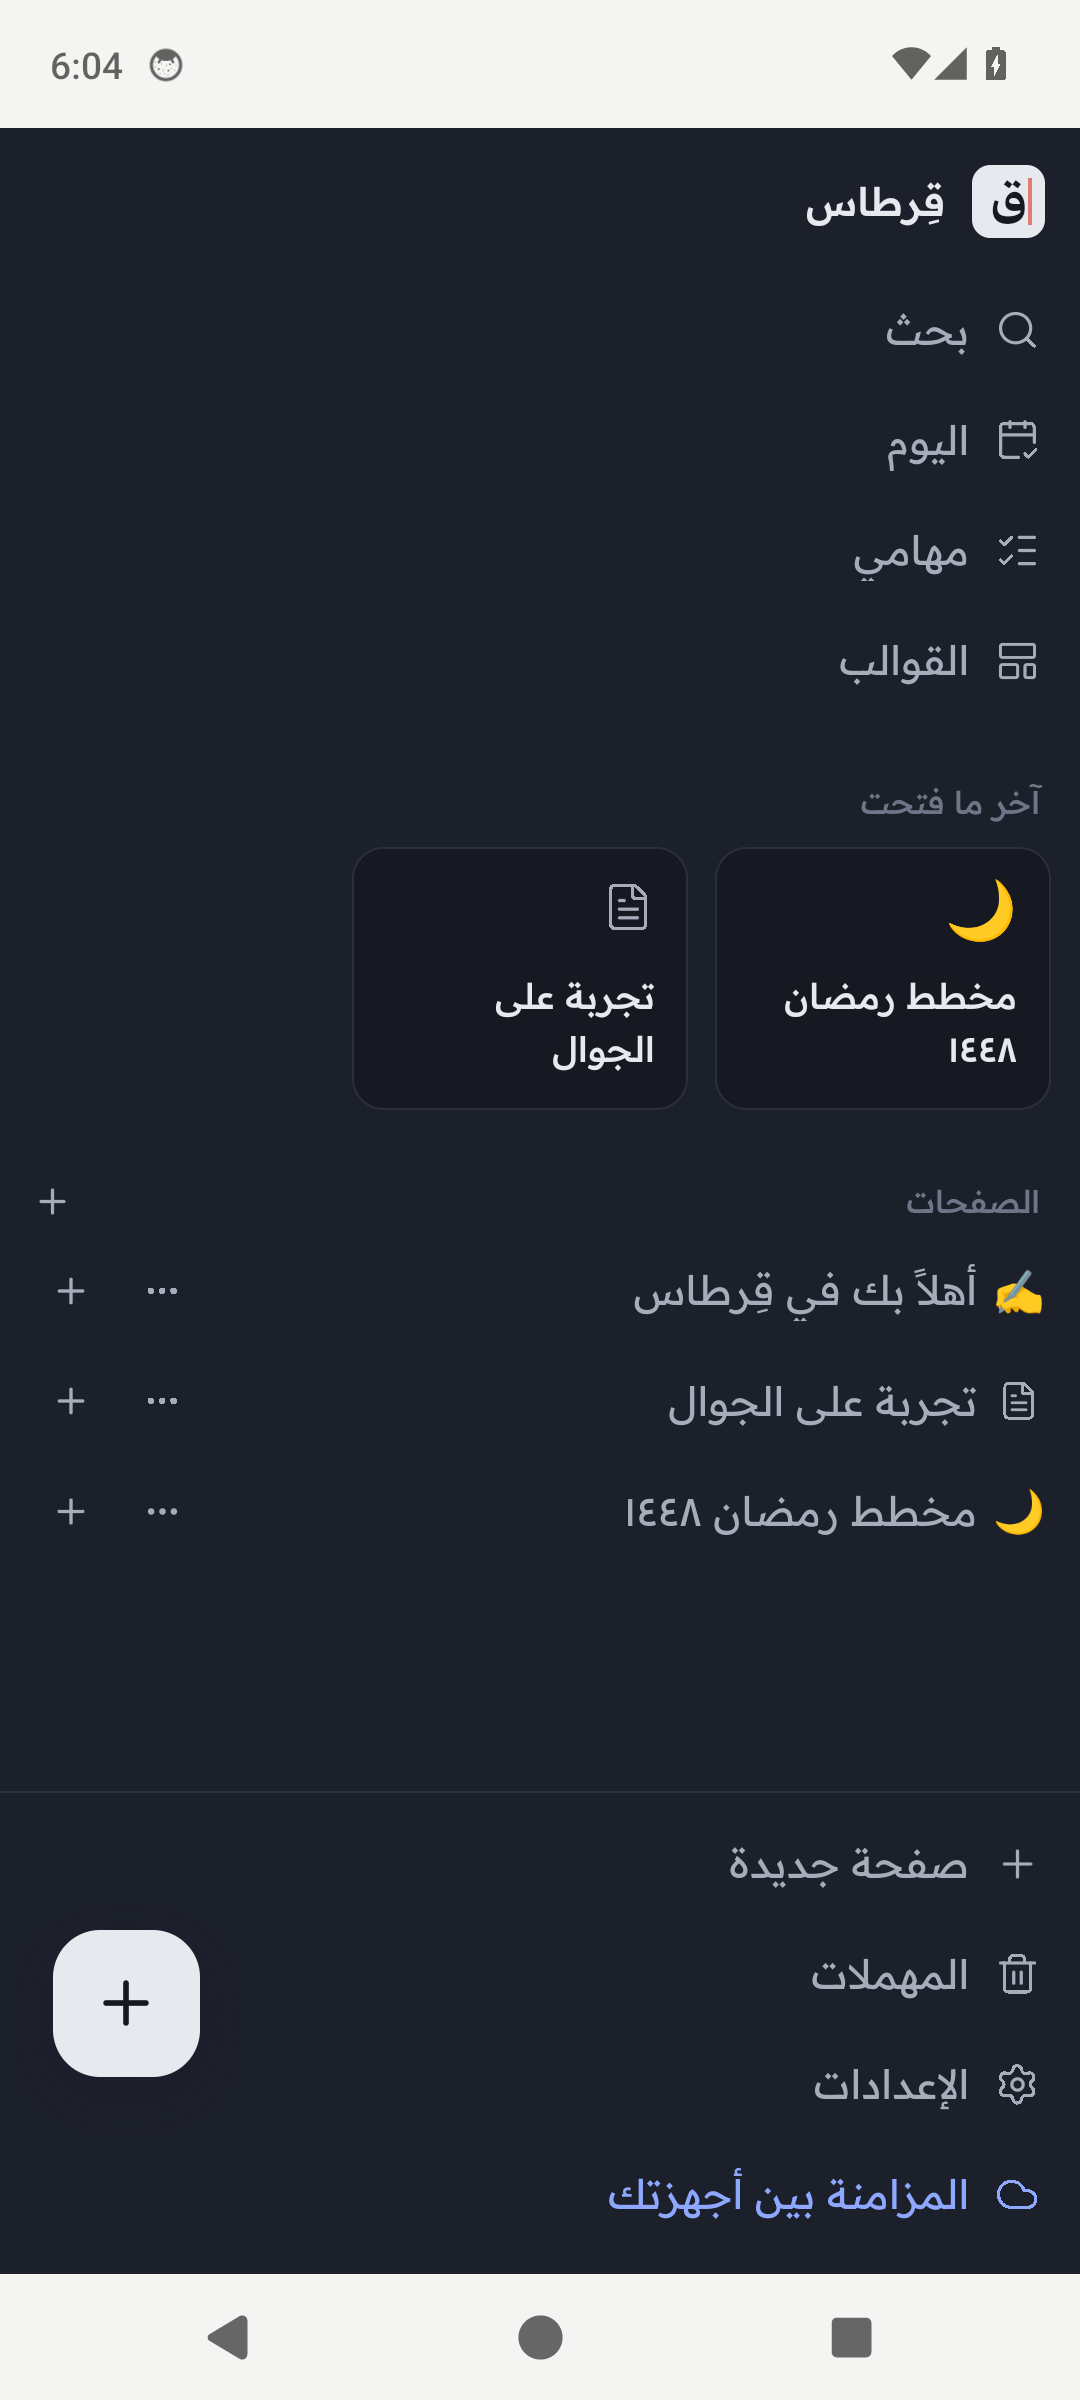 6:04
ق
قِرطاس
بحث
اليوم
مهامي
القوالب
آخر ما فتحت
مخطط رمضان
١٤٤٨
تجربة على
الجوال
الصفحات
أهلاً بك في قِرطاس
تجربة على الجوال
مخطط رمضان ١٤٤٨
صفحة جديدة
المهملات
الإعدادات
المزامنة بين أجهزتك